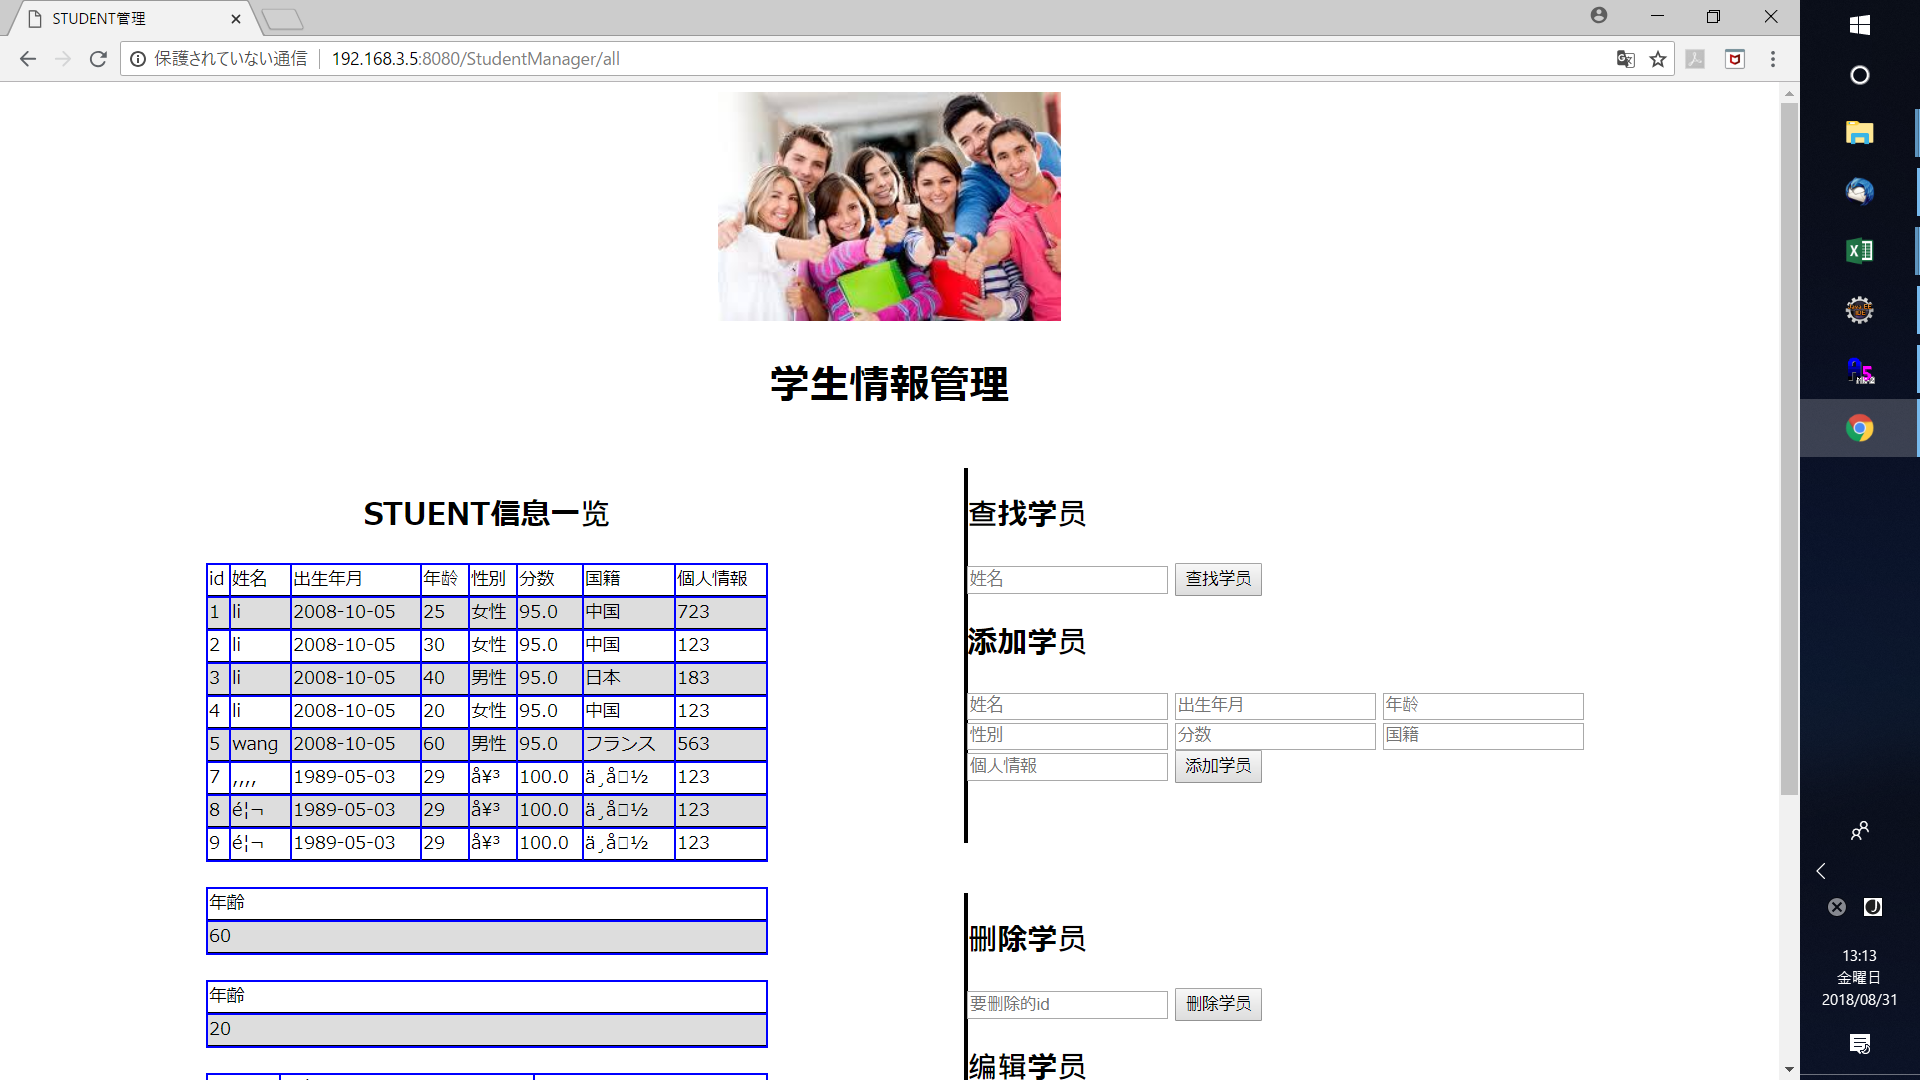 STUDENT管理
保護されていない通信 192.168.3.5:8080/StudentManager/all
学生情報管理
STUENT信息一览
id 姓名 出生年月 年龄 性別 分数 国籍 個人情報
1 li 2008-10-05 25 女性 95.0 中国 723
2 li 2008-10-05 30 女性 95.0 中国 123
3 li 2008-10-05 40 男性 95.0 日本 183
4 li 2008-10-05 20 女性 95.0 中国 123
5 wang 2008-10-05 60 男性 95.0 フランス 563
7 ,,,, 1989-05-03 29 å¥³ 100.0 ä¸­å›½ 123
8 é¦¬ 1989-05-03 29 å¥³ 100.0 ä¸­å›½ 123
9 é¦¬ 1989-05-03 29 å¥³ 100.0 ä¸­å›½ 123
年齢
60
年齢
20
查找学员
姓名 查找学员
添加学员
姓名 出生年月 年龄
性別 分数 国籍
個人情報 添加学员
删除学员
要删除的id 删除学员
编辑学员
13:13
金曜日
2018/08/31